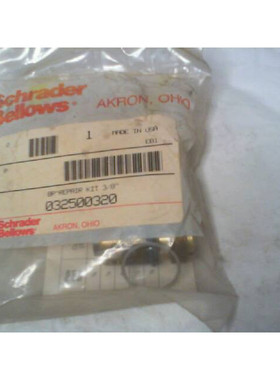 Schrader
Bellows
AKRON, OHIO
1 MADE IN USA
032500320
Schrader
Bellows
AKRON, OHIO